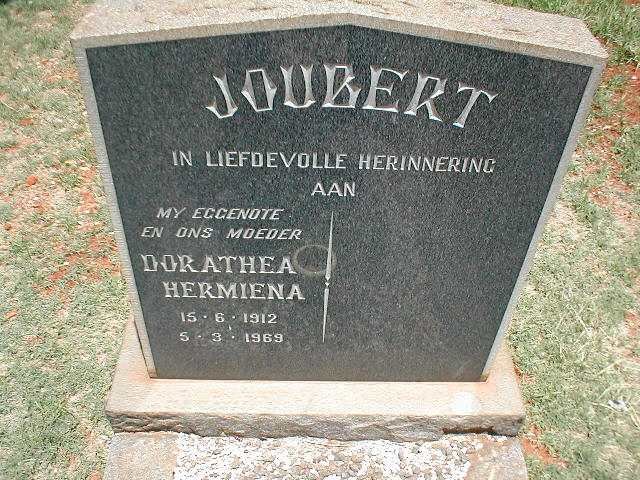 JOUBERT
IN LIEFDEVOLLE HERINNERING
AAN
MY EGGENOTE
EN ONS MOEDER
DORATHEA
HERMIENA
15·6·1912
5·3·1969